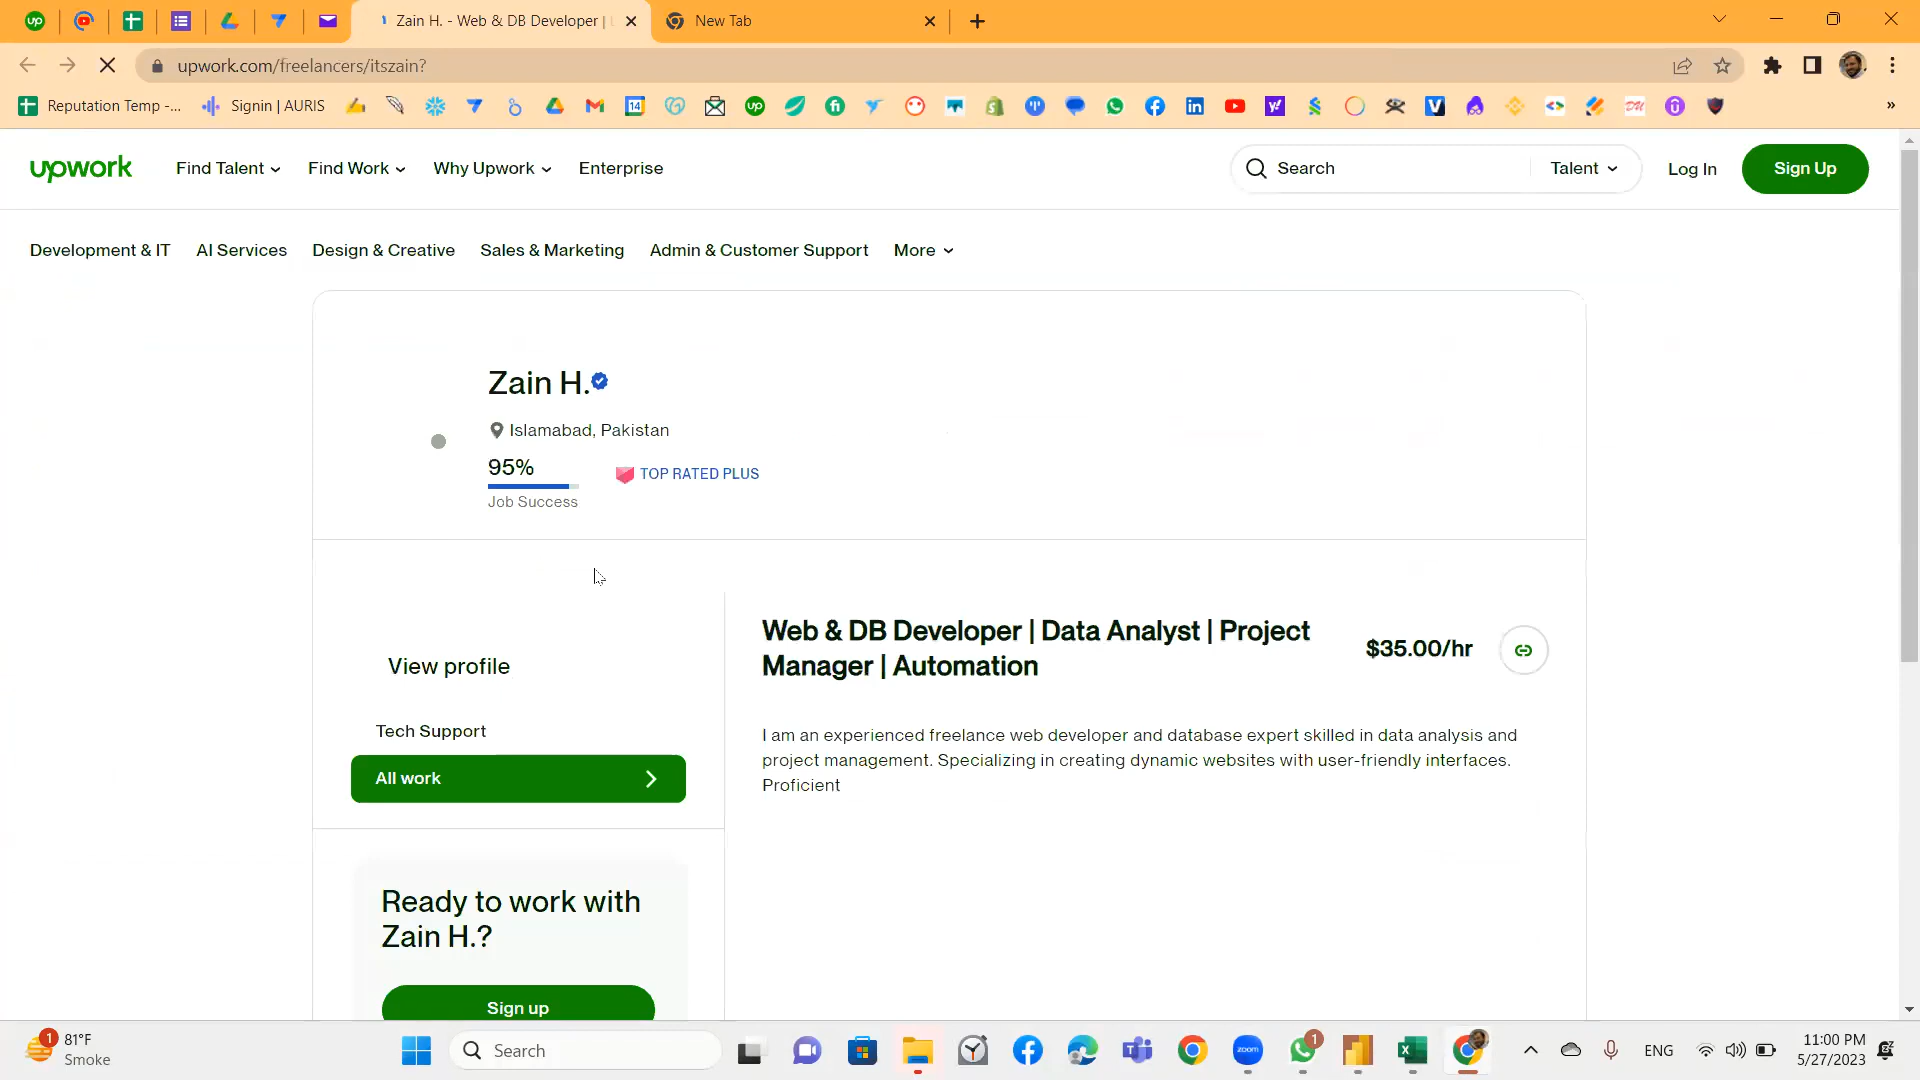 Zain H. - Web & DB Developer |
New Tab
upwork.com/freelancers/itszain?
Reputation Temp -...
Signin | AURIS
upwork
Find Talent
Find Work
Why Upwork
Enterprise
Search
Talent
Log In
Sign Up
Development & IT
AI Services
Design & Creative
Sales & Marketing
Admin & Customer Support
More
Zain H.
Islamabad, Pakistan
95%
TOP RATED PLUS
Job Success
Web & DB Developer | Data Analyst | Project
Manager | Automation
$35.00/hr
View profile
Tech Support
All work
I am an experienced freelance web developer and database expert skilled in data analysis and
project management. Specializing in creating dynamic websites with user-friendly interfaces.
Proficient
Ready to work with
Zain H.?
Sign up
1
81°F
Smoke
Search
zoom
1
ENG
11:00 PM
5/27/2023